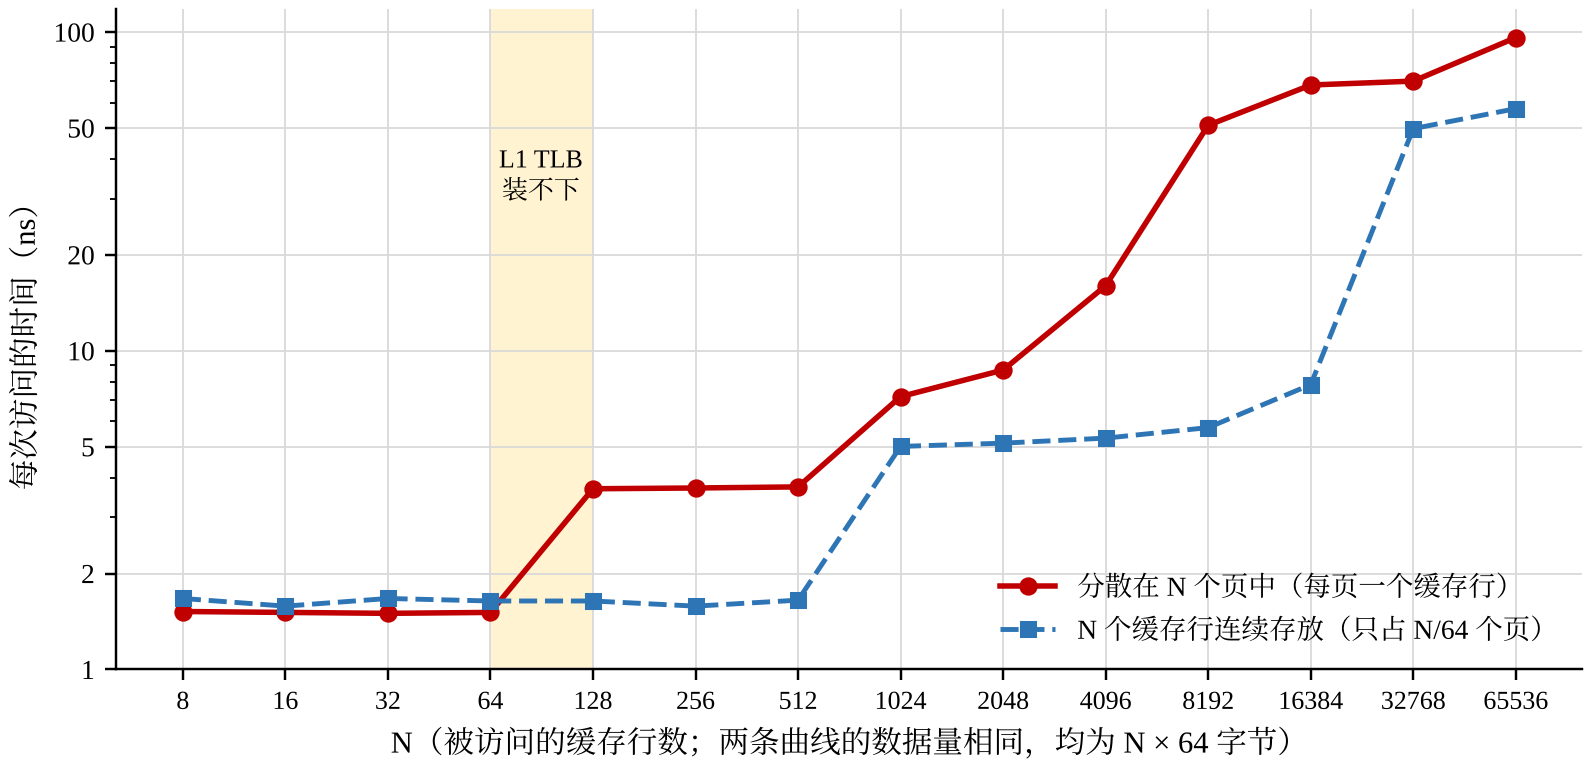 每次访问的时间（ns）
100
50
20
10
5
2
1
L1 TLB
装不下
分散在 N 个页中（每页一个缓存行）
N 个缓存行连续存放（只占 N/64 个页）
8 16 32 64 128 256 512 1024 2048 4096 8192 16384 32768 65536
N（被访问的缓存行数；两条曲线的数据量相同，均为 N × 64 字节）